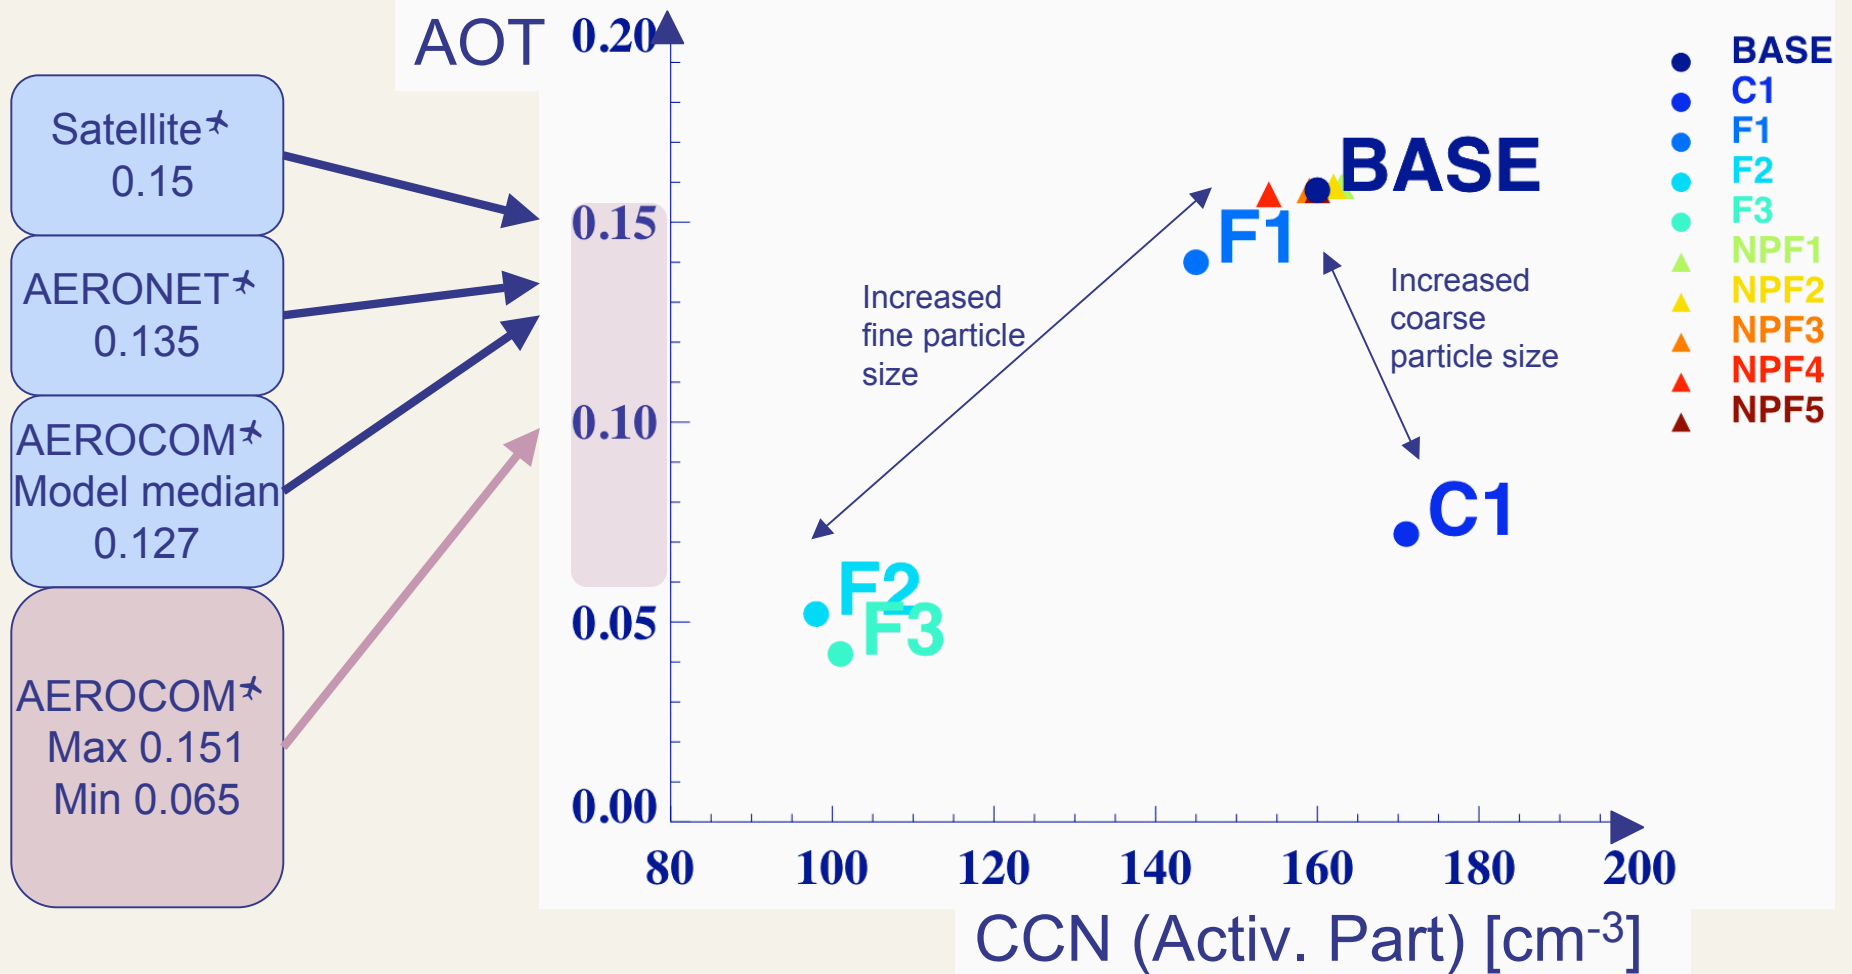 AOT
Satellite
0.15
AERONET
0.135
AEROCOM
Model median
0.127
AEROCOM
Max 0.151
Min 0.065
0.20
0.15
0.10
0.05
0.00
80 100 120 140 160 180 200
CCN (Activ. Part) [cm⁻³]
BASE
F1
Increased
fine particle
size
Increased
coarse
particle size
C1
F2
F3
BASE
C1
F1
F2
F3
NPF1
NPF2
NPF3
NPF4
NPF5